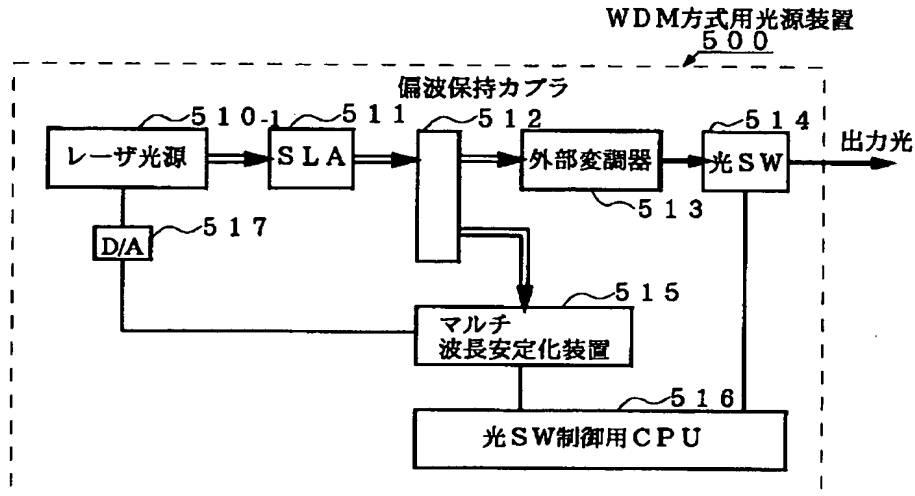 WDM方式用光源装置
500
偏波保持カプラ
510-1
511
512
514
レーザ光源
SLA
外部変調器
光SW
出力光
513
517
D/A
515
マルチ
波長安定化装置
516
光SW制御用CPU